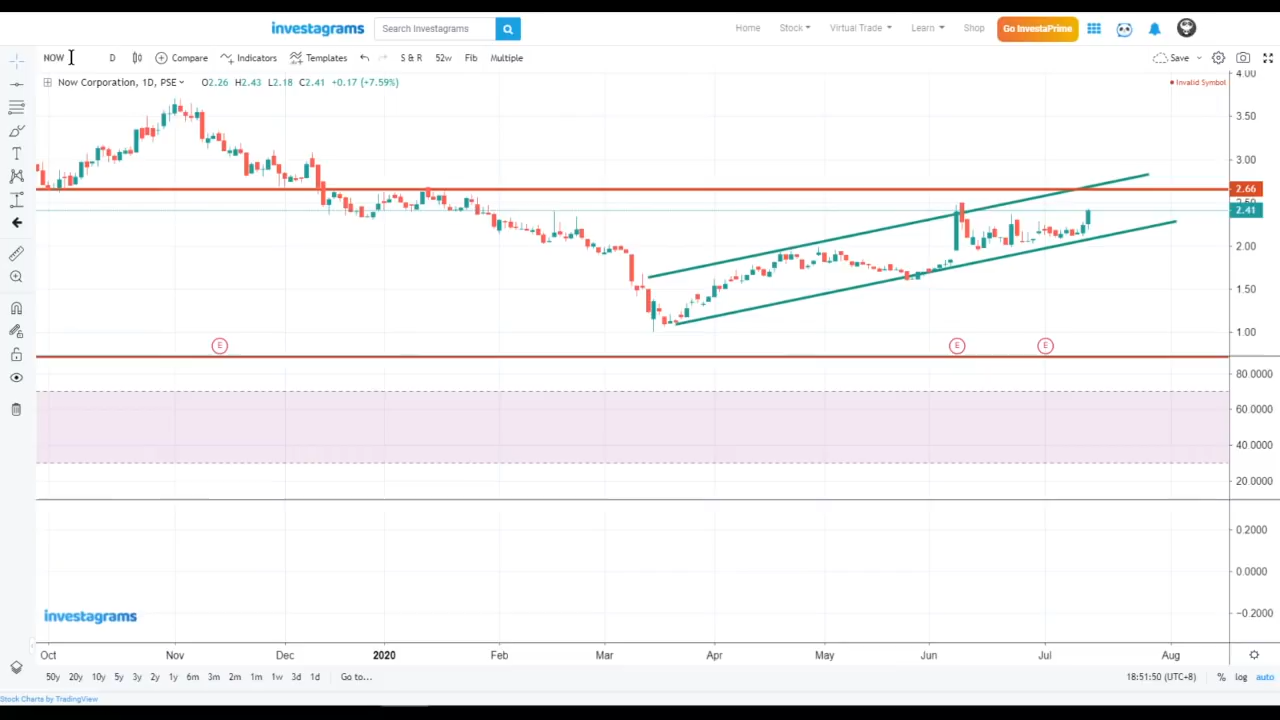 investagrams Search Investagrams Home Stock Virtual Trade Learn Shop Go InvestaPrime
NOW D Compare Indicators Templates S & R 52w Fib Multiple Save
Now Corporation, 1D, PSE O2.26 H2.43 L2.18 C2.41 +0.17 (+7.59%) Invalid Symbol
4.00
3.50
3.00
2.66
2.41
2.00
1.50
1.00
E E E
80.0000
60.0000
40.0000
20.0000
0.2000
0.0000
-0.2000
investagrams
Oct Nov Dec 2020 Feb Mar Apr May Jun Jul Aug
50y 20y 10y 5y 3y 2y 1y 6m 3m 2m 1m 1w 3d 1d Go to... 18:51:50 (UTC+8) % log auto
Stock Charts by TradingView